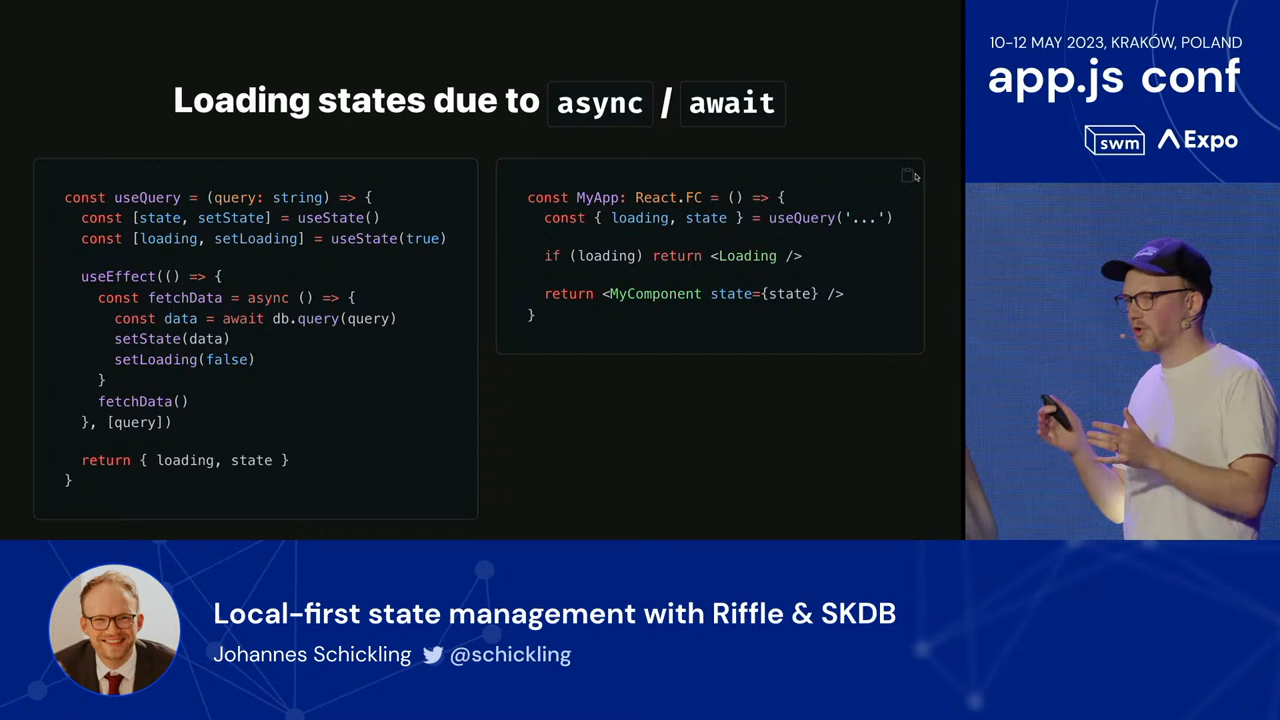 Loading states due to async / await
const useQuery = (query: string) => {
const [state, setState] = useState()
const [loading, setLoading] = useState(true)
useEffect(() => {
const fetchData = async () => {
const data = await db.query(query)
setState(data)
setLoading(false)
}
fetchData()
}, [query])
return { loading, state }
}
const MyApp: React.FC = () => {
const { loading, state } = useQuery('...')
if (loading) return <Loading />
return <MyComponent state={state} />
}
10-12 MAY 2023, KRAKÓW, POLAND
app.js conf
swm Expo
Local-first state management with Riffle & SKDB
Johannes Schickling @schickling